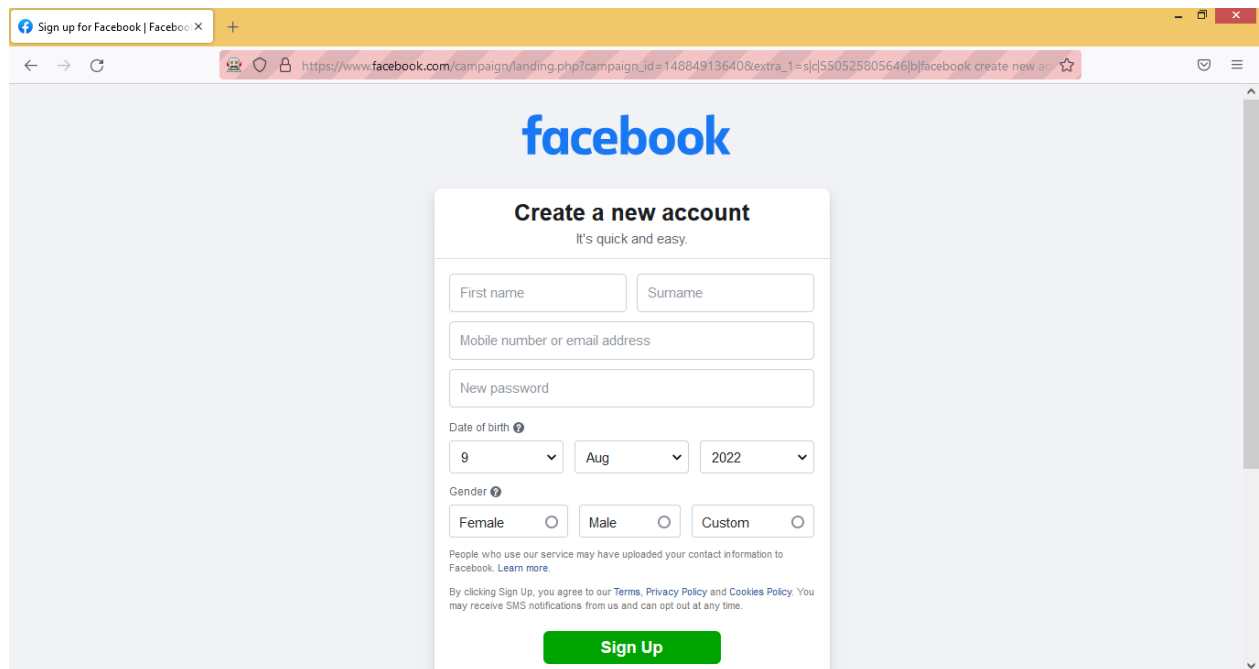 Sign up for Facebook | Facebook
https://www.facebook.com/campaign/landing.php?campaign_id=14884913640&extra_1=s|c|550525805646|b|facebook create new
facebook
Create a new account
It's quick and easy.
First name Surname
Mobile number or email address
New password
Date of birth
9 Aug 2022
Gender
Female Male Custom
People who use our service may have uploaded your contact information to
Facebook. Learn more.
By clicking Sign Up, you agree to our Terms, Privacy Policy and Cookies Policy. You
may receive SMS notifications from us and can opt out at any time.
Sign Up